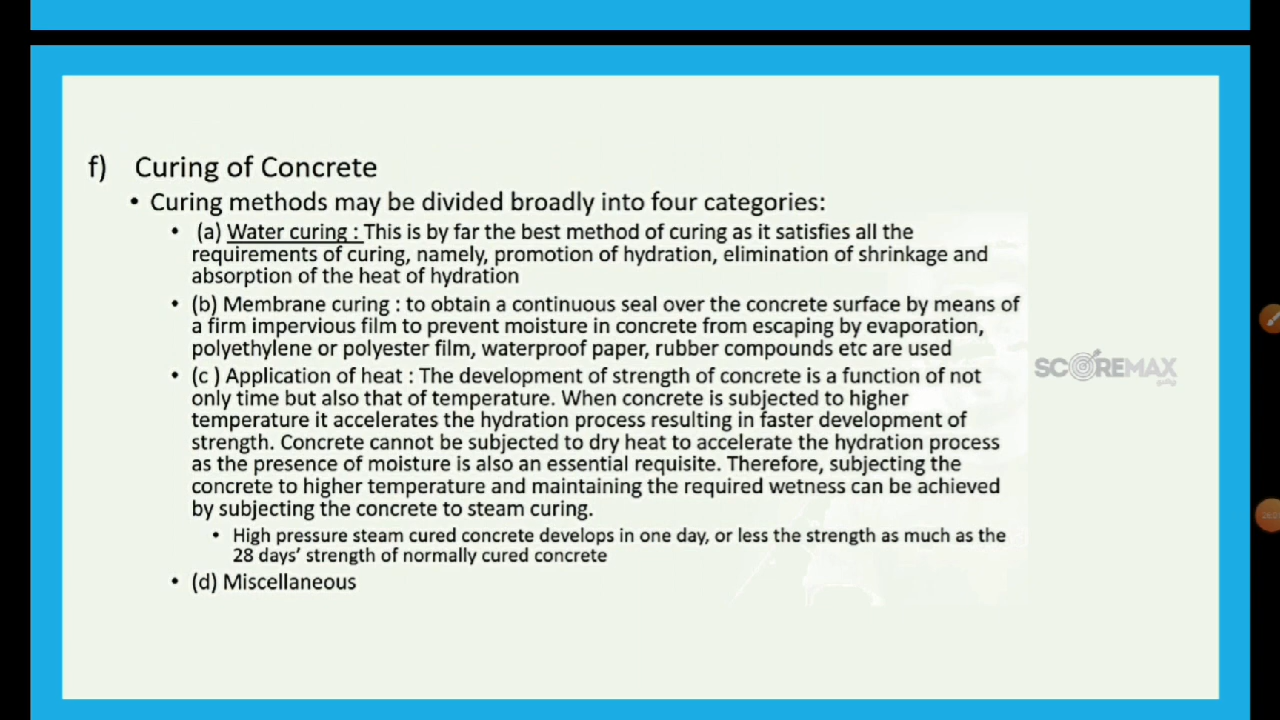 f) Curing of Concrete
• Curing methods may be divided broadly into four categories:
• (a) Water curing : This is by far the best method of curing as it satisfies all the
requirements of curing, namely, promotion of hydration, elimination of shrinkage and
absorption of the heat of hydration
• (b) Membrane curing : to obtain a continuous seal over the concrete surface by means of
a firm impervious film to prevent moisture in concrete from escaping by evaporation,
polyethylene or polyester film, waterproof paper, rubber compounds etc are used
• (c ) Application of heat : The development of strength of concrete is a function of not
only time but also that of temperature. When concrete is subjected to higher
temperature it accelerates the hydration process resulting in faster development of
strength. Concrete cannot be subjected to dry heat to accelerate the hydration process
as the presence of moisture is also an essential requisite. Therefore, subjecting the
concrete to higher temperature and maintaining the required wetness can be achieved
by subjecting the concrete to steam curing.
• High pressure steam cured concrete develops in one day, or less the strength as much as the
28 days’ strength of normally cured concrete
• (d) Miscellaneous
SCOREMAX